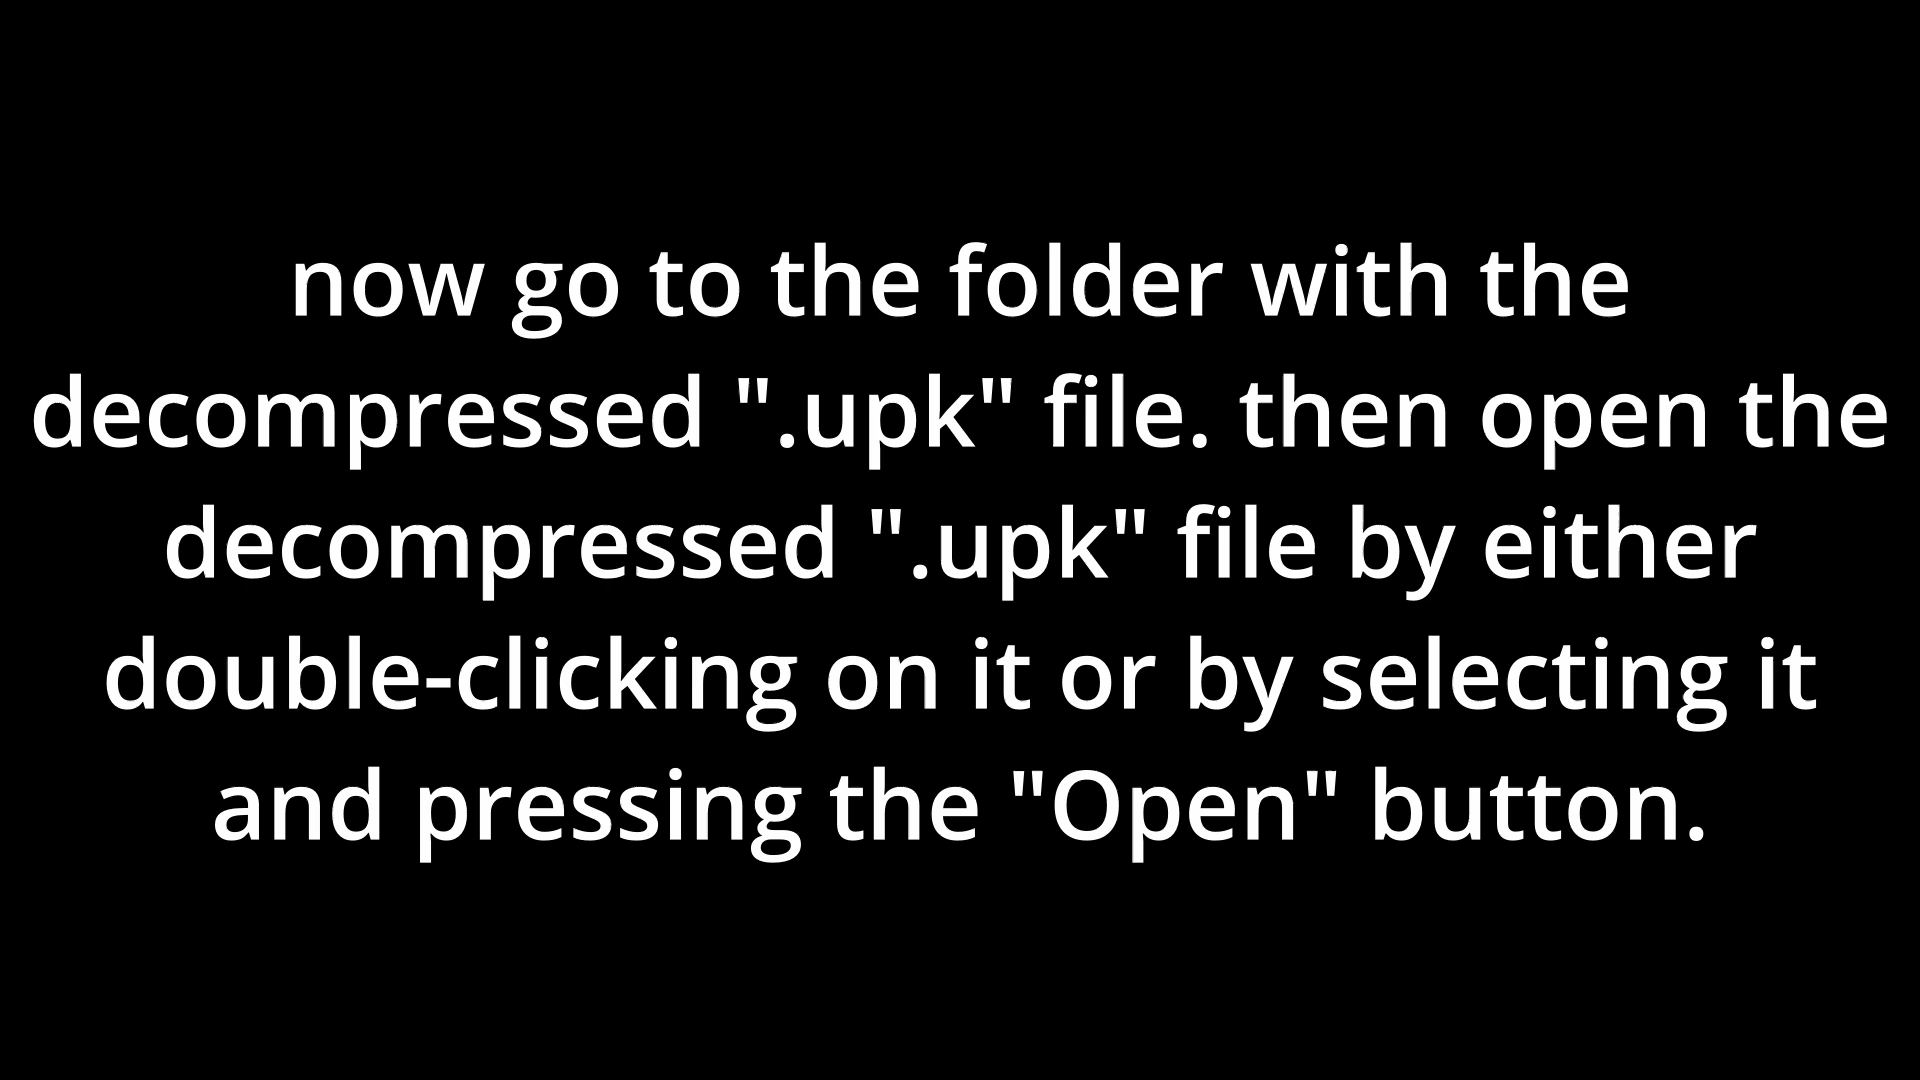 now go to the folder with the
decompressed ".upk" file. then open the
decompressed ".upk" file by either
double-clicking on it or by selecting it
and pressing the "Open" button.